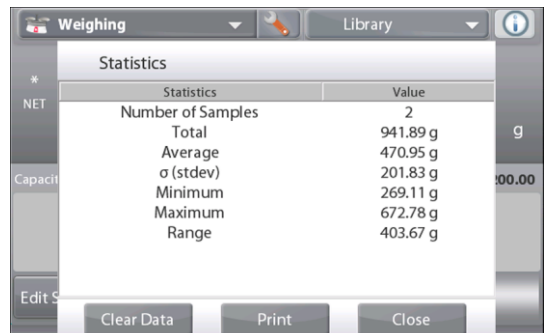 Weighing Library
Statistics
*
NET
Statistics Value
Number of Samples 2
Total 941.89 g
g
Average 470.95 g
σ (stdev) 201.83 g
Capacit 200.00
Minimum 269.11 g
Maximum 672.78 g
Range 403.67 g
Edit S
Clear Data Print Close